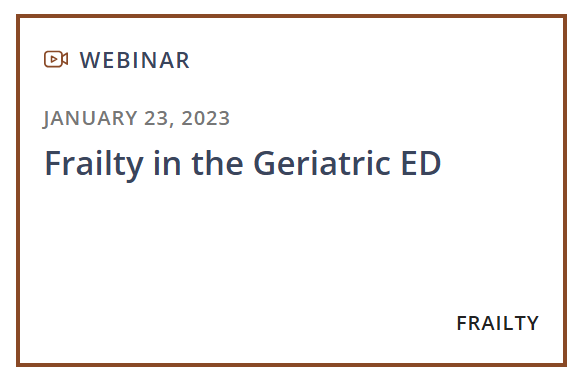 WEBINAR
JANUARY 23, 2023
Frailty in the Geriatric ED
FRAILTY